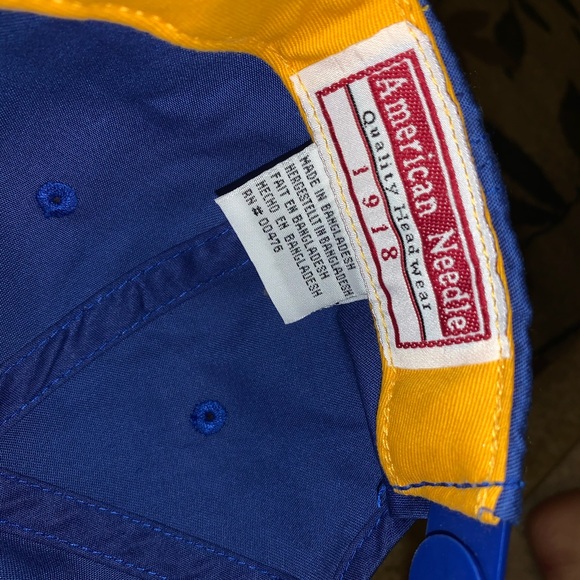 American Needle
Quality Headwear
1918
MADE IN BANGLADESH
HERGESTELLT IN BANGLADESH
FAIT EN BANGLADESH
HECHO EN BANGLADESH
RN# 00476